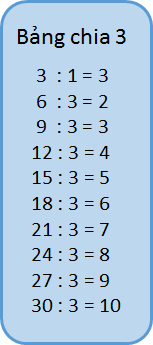 Bảng chia 3
3 : 1 = 3
6 : 3 = 2
9 : 3 = 3
12 : 3 = 4
15 : 3 = 5
18 : 3 = 6
21 : 3 = 7
24 : 3 = 8
27 : 3 = 9
30 : 3 = 10